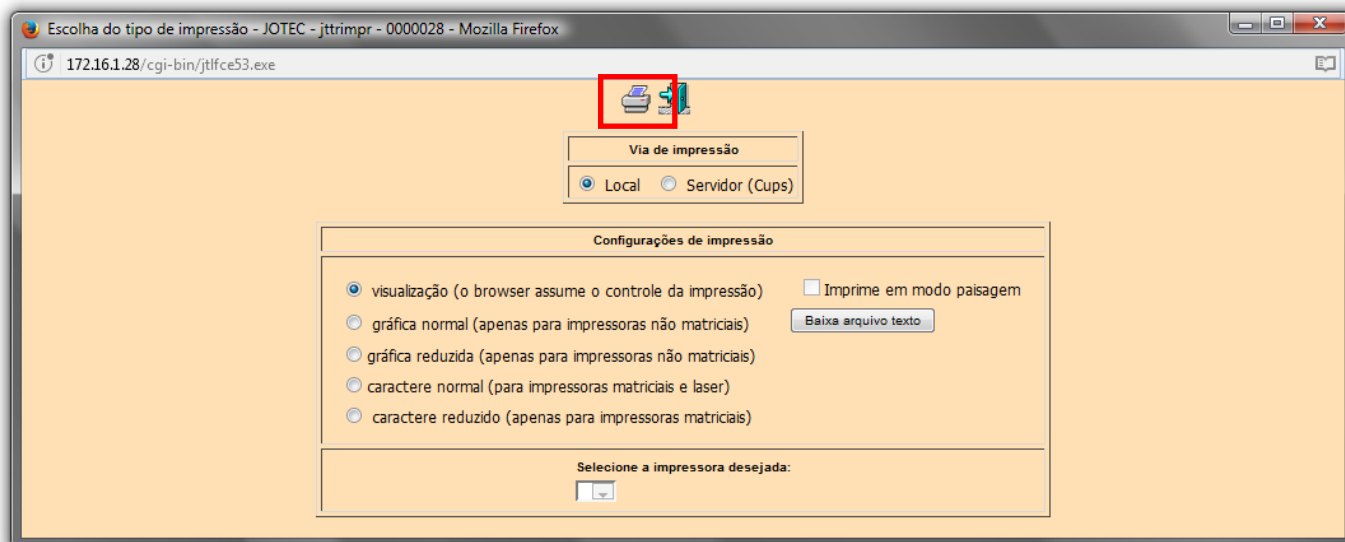 Escolha do tipo de impressão - JOTEC - jttrimpr - 0000028 - Mozilla Firefox
172.16.1.28/cgi-bin/jtlfce53.exe
Via de impressão
Local Servidor (Cups)
Configurações de impressão
visualização (o browser assume o controle da impressão) Imprime em modo paisagem
gráfica normal (apenas para impressoras não matriciais) Baixa arquivo texto
gráfica reduzida (apenas para impressoras não matriciais)
caractere normal (para impressoras matriciais e laser)
caractere reduzido (apenas para impressoras matriciais)
Selecione a impressora desejada: